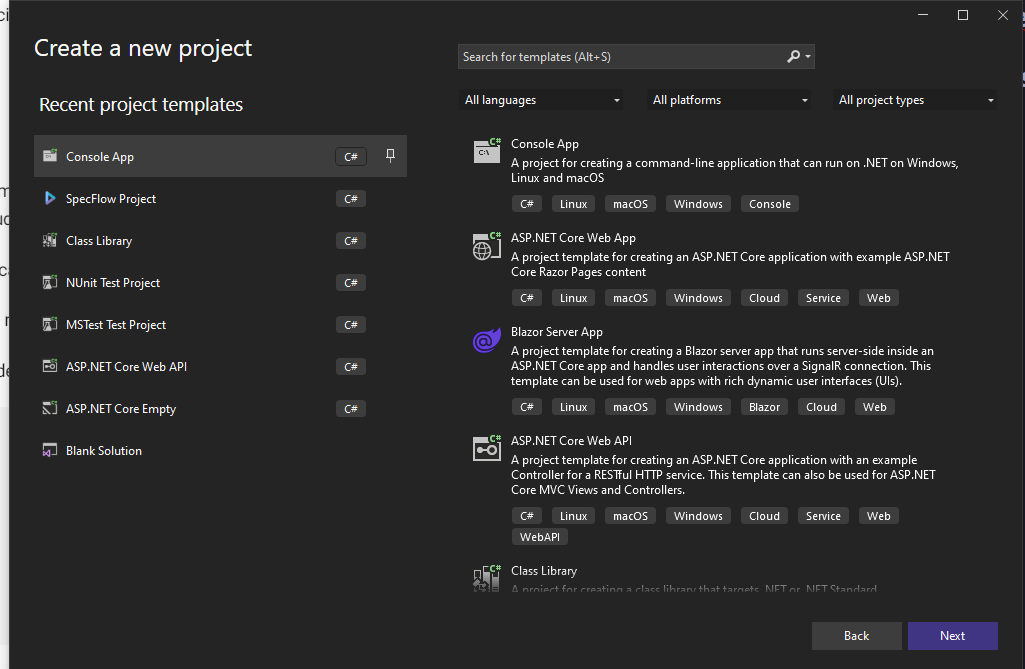 Create a new project
Search for templates (Alt+S)
Recent project templates
All languages
All platforms
All project types
Console App
C#
SpecFlow Project
C#
Class Library
C#
NUnit Test Project
C#
MSTest Test Project
C#
ASP.NET Core Web API
C#
ASP.NET Core Empty
C#
Blank Solution
Console App
A project for creating a command-line application that can run on .NET on Windows,
Linux and macOS
C# Linux macOS Windows Console
ASP.NET Core Web App
A project template for creating an ASP.NET Core application with example ASP.NET
Core Razor Pages content
C# Linux macOS Windows Cloud Service Web
Blazor Server App
A project template for creating a Blazor server app that runs server-side inside an
ASP.NET Core app and handles user interactions over a SignalR connection. This
template can be used for web apps with rich dynamic user interfaces (UIs).
C# Linux macOS Windows Blazor Cloud Web
ASP.NET Core Web API
A project template for creating an ASP.NET Core application with an example
Controller for a RESTful HTTP service. This template can also be used for ASP.NET
Core MVC Views and Controllers.
C# Linux macOS Windows Cloud Service Web
WebAPI
Class Library
A project for creating a class library that targets .NET or .NET Standard
Back
Next